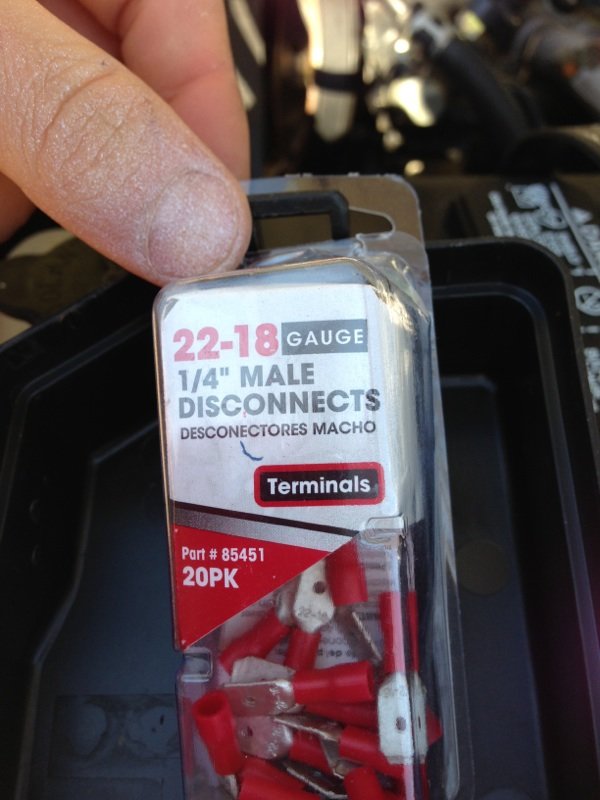 22-18 GAUGE
1/4" MALE
DISCONNECTS
DESCONECTORES MACHO
Terminals
Part # 85451
20PK